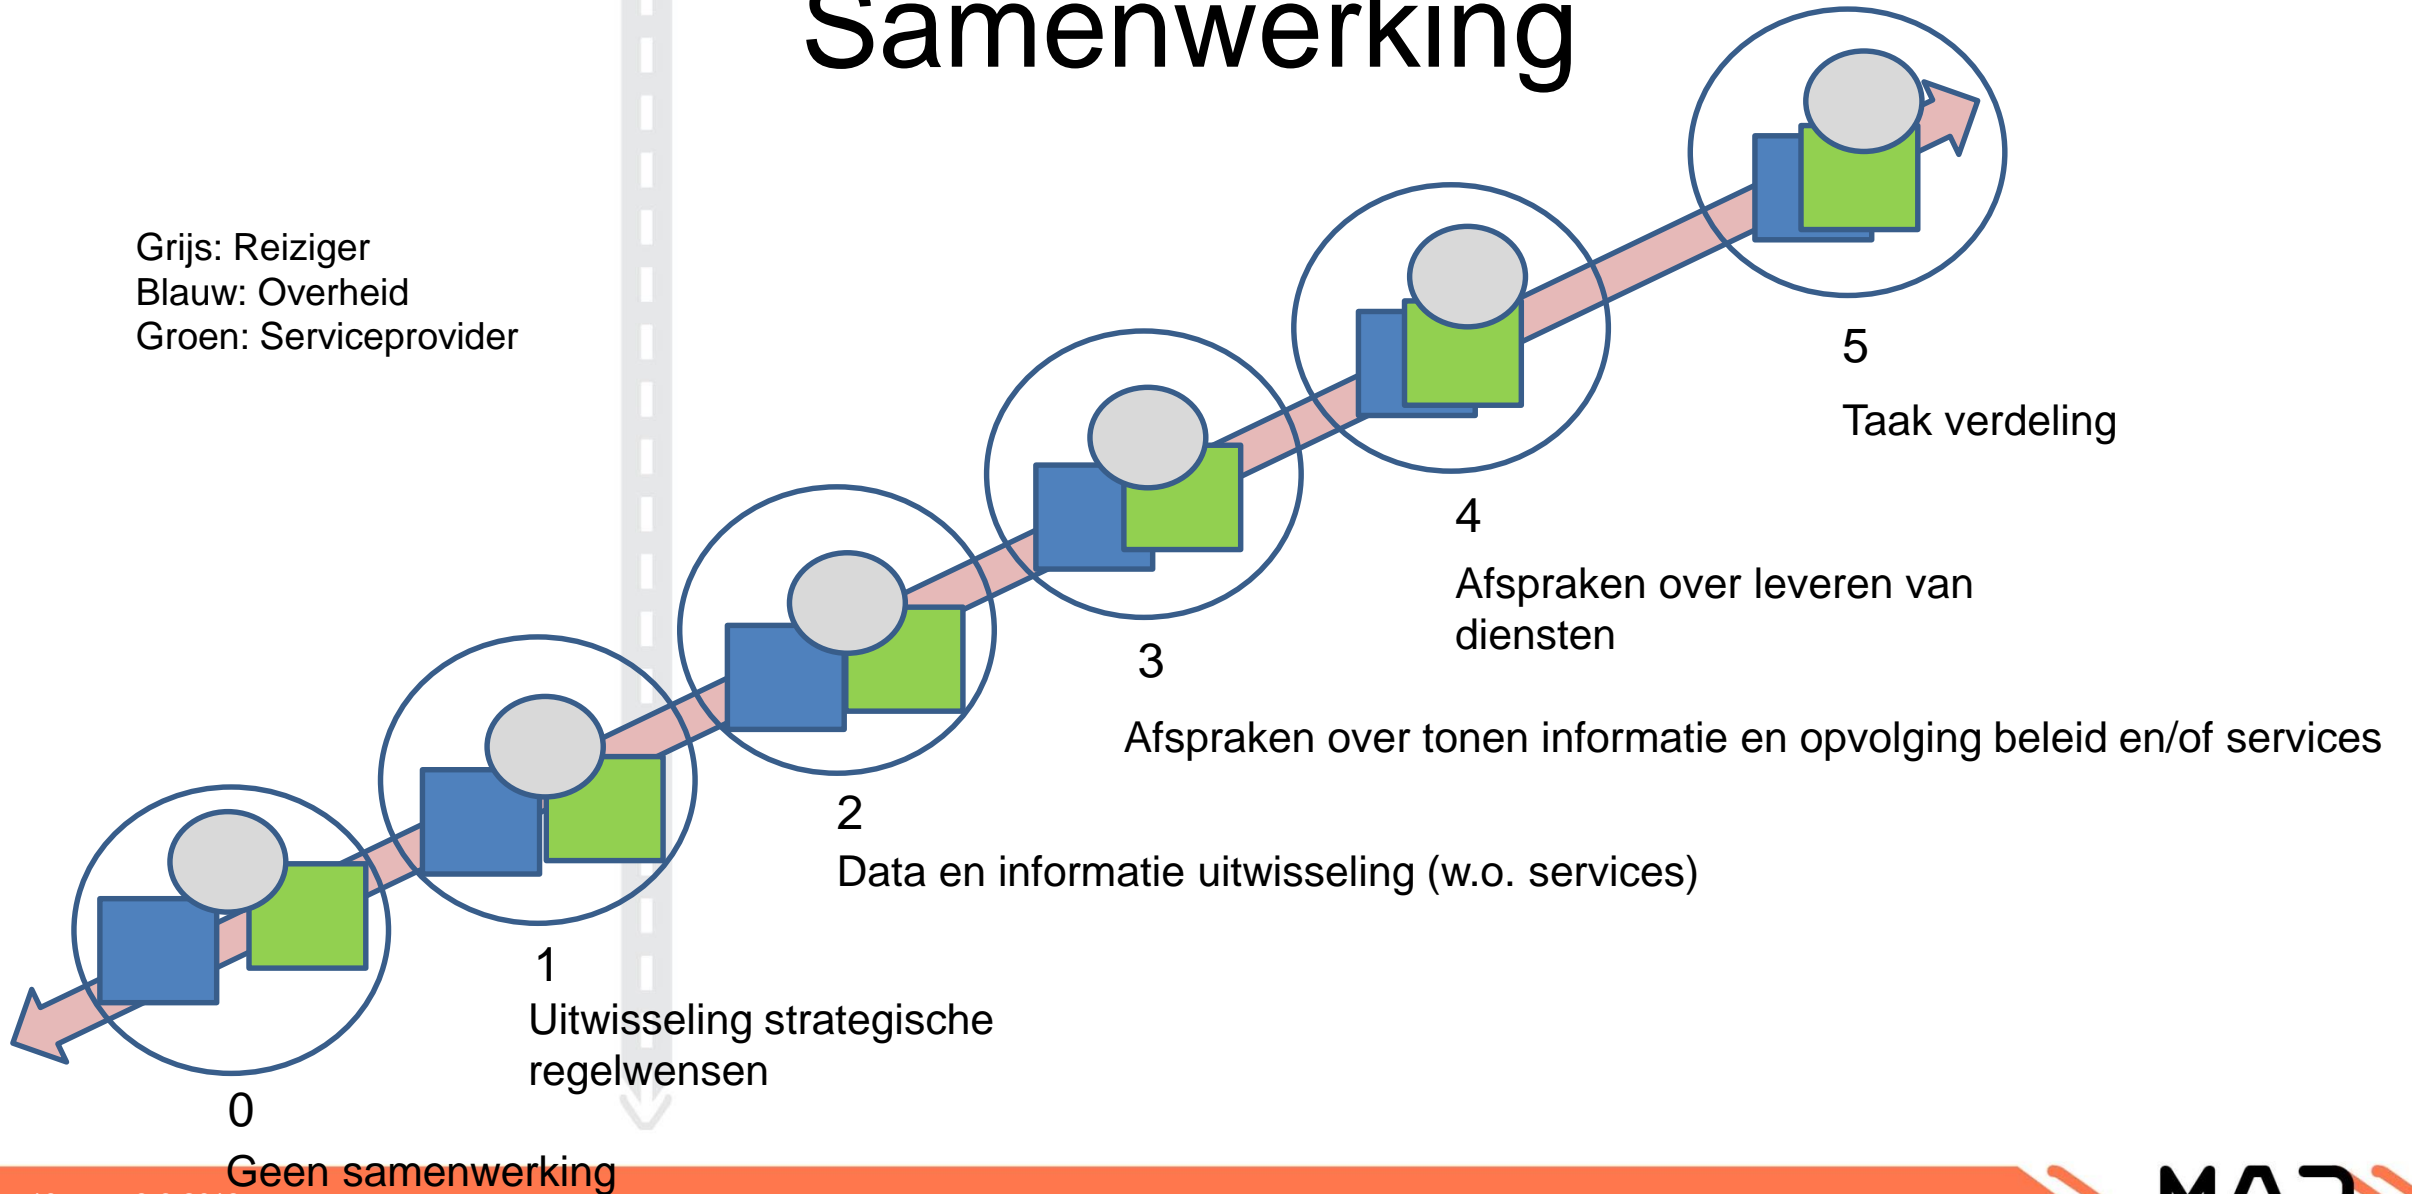 Samenwerking
Grijs: Reiziger
Blauw: Overheid
Groen: Serviceprovider
5
Taak verdeling
4
Afspraken over leveren van
diensten
3
Afspraken over tonen informatie en opvolging beleid en/of services
2
Data en informatie uitwisseling (w.o. services)
1
Uitwisseling strategische
regelwensen
0
Geen samenwerking